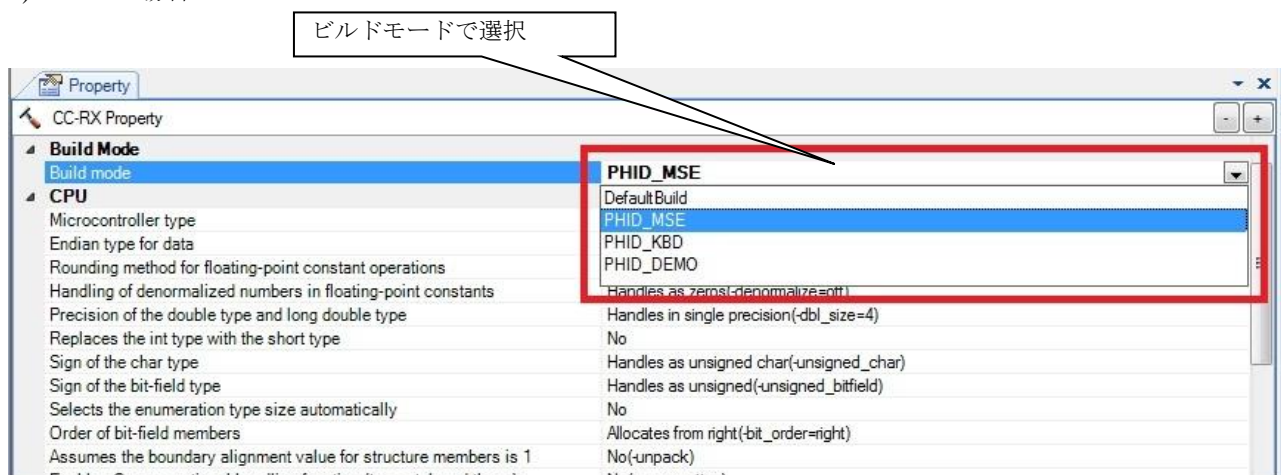 ビルドモードで選択
Property
CC-RX Property
Build Mode
Build mode PHID_MSE
CPU DefaultBuild
Microcontroller type PHID_MSE
Endian type for data PHID_KBD
Rounding method for floating-point constant operations PHID_DEMO
Handling of denormalized numbers in floating-point constants Handles as zeros(-denormalize=off)
Precision of the double type and long double type Handles in single precision(-dbl_size=4)
Replaces the int type with the short type No
Sign of the char type Handles as unsigned char(-unsigned_char)
Sign of the bit-field type Handles as unsigned(-unsigned_bitfield)
Selects the enumeration type size automatically No
Order of bit-field members Allocates from right(-bit_order=right)
Assumes the boundary alignment value for structure members is 1 No(-unpack)